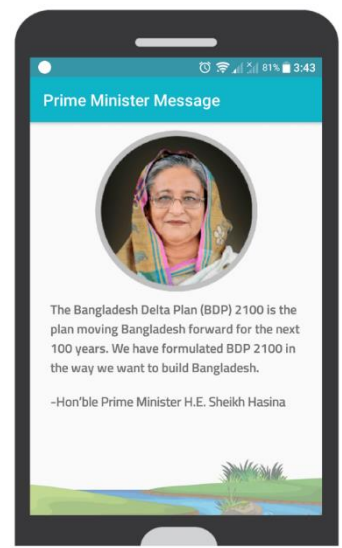 81% 3:43
Prime Minister Message
The Bangladesh Delta Plan (BDP) 2100 is the
plan moving Bangladesh forward for the next
100 years. We have formulated BDP 2100 in
the way we want to build Bangladesh.
-Hon'ble Prime Minister H.E. Sheikh Hasina